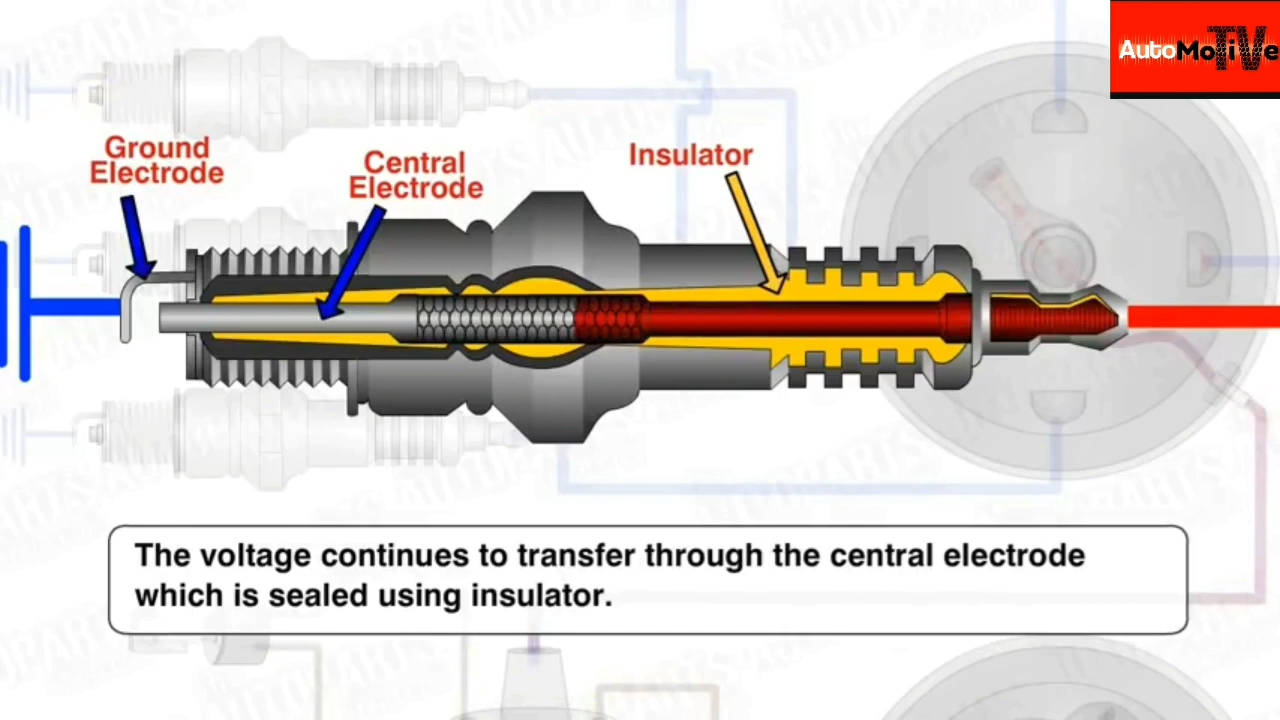 AutoMoTiVe
Ground
Electrode
Central
Electrode
Insulator
The voltage continues to transfer through the central electrode
which is sealed using insulator.